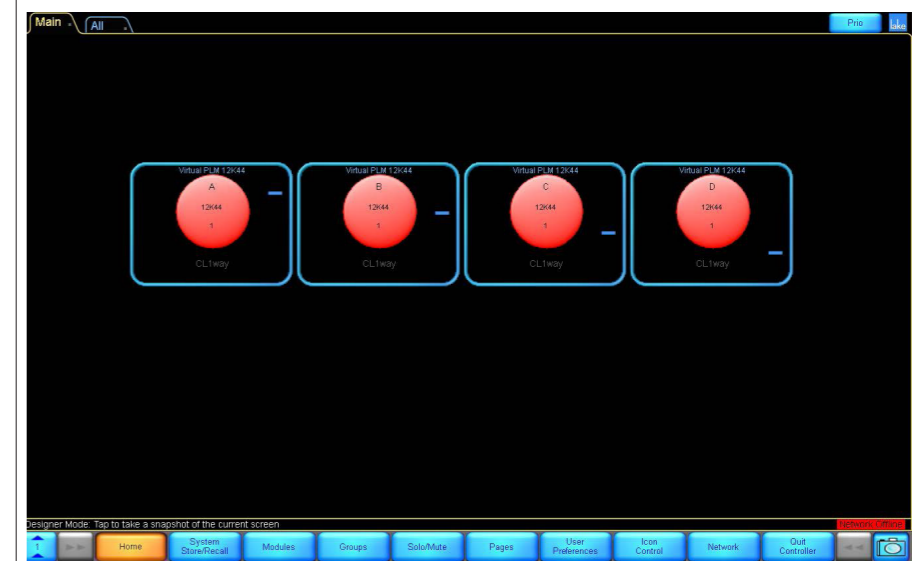 Main
All
Prio
lake
Virtual PLM 12K44
A
12K44
1
CL1way
Virtual PLM 12K44
B
12K44
1
CL1way
Virtual PLM 12K44
C
12K44
1
CL1way
Virtual PLM 12K44
D
12K44
1
CL1way
Designer Mode: Tap to take a snapshot of the current screen
Network Offline
1
Home
System
Store/Recall
Modules
Groups
Solo/Mute
Pages
User
Preferences
Icon
Control
Network
Quit
Controller